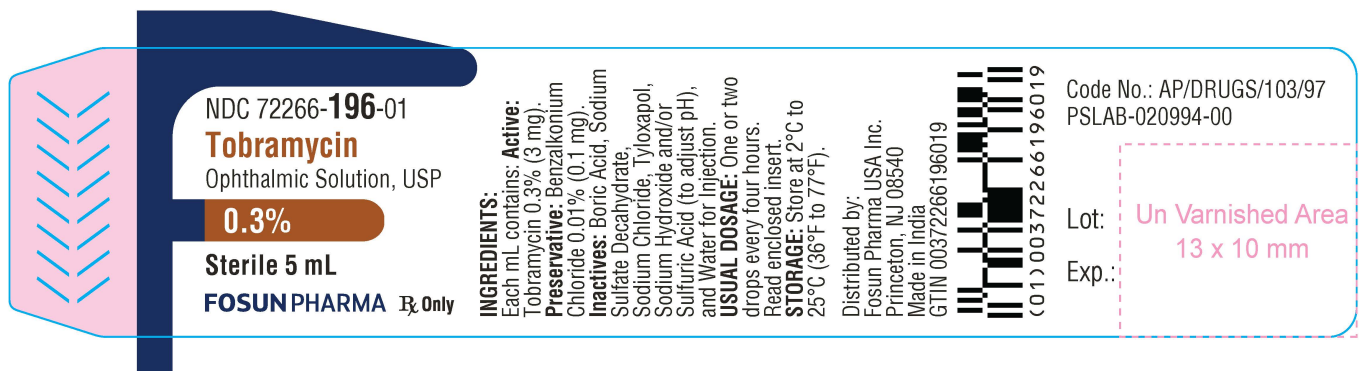 NDC 72266-196-01
Tobramycin
Ophthalmic Solution, USP
0.3%
Sterile 5 mL
FOSUN PHARMA ℞ Only
INGREDIENTS:
Each mL contains: Active:
Tobramycin 0.3% (3 mg).
Preservative: Benzalkonium
Chloride 0.01% (0.1 mg).
Inactives: Boric Acid, Sodium
Sulfate Decahydrate,
Sodium Chloride, Tyloxapol,
Sodium Hydroxide and/or
Sulfuric Acid (to adjust pH),
and Water for Injection.
USUAL DOSAGE: One or two
drops every four hours.
Read enclosed insert.
STORAGE: Store at 2°C to
25°C (36°F to 77°F).
Distributed by:
Fosun Pharma USA Inc.
Princeton, NJ 08540
Made in India
GTIN 00372266196019
(01)00372266196019
Code No.: AP/DRUGS/103/97
PSLAB-020994-00
Lot:
Exp.:
Un Varnished Area
13 x 10 mm